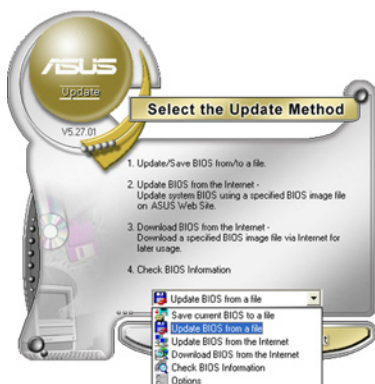 ASUS
Update
V5.27.01
Select the Update Method
1. Update/Save BIOS from/to a file.
2. Update BIOS from the Internet -
Update system BIOS using a specified BIOS image file
on ASUS Web Site.
3. Download BIOS from the Internet -
Download a specified BIOS image file via Internet for
later usage.
4. Check BIOS Information
Update BIOS from a file
Save current BIOS to a file
Update BIOS from a file
Update BIOS from the Internet
Download BIOS from the Internet
Check BIOS Information
Options